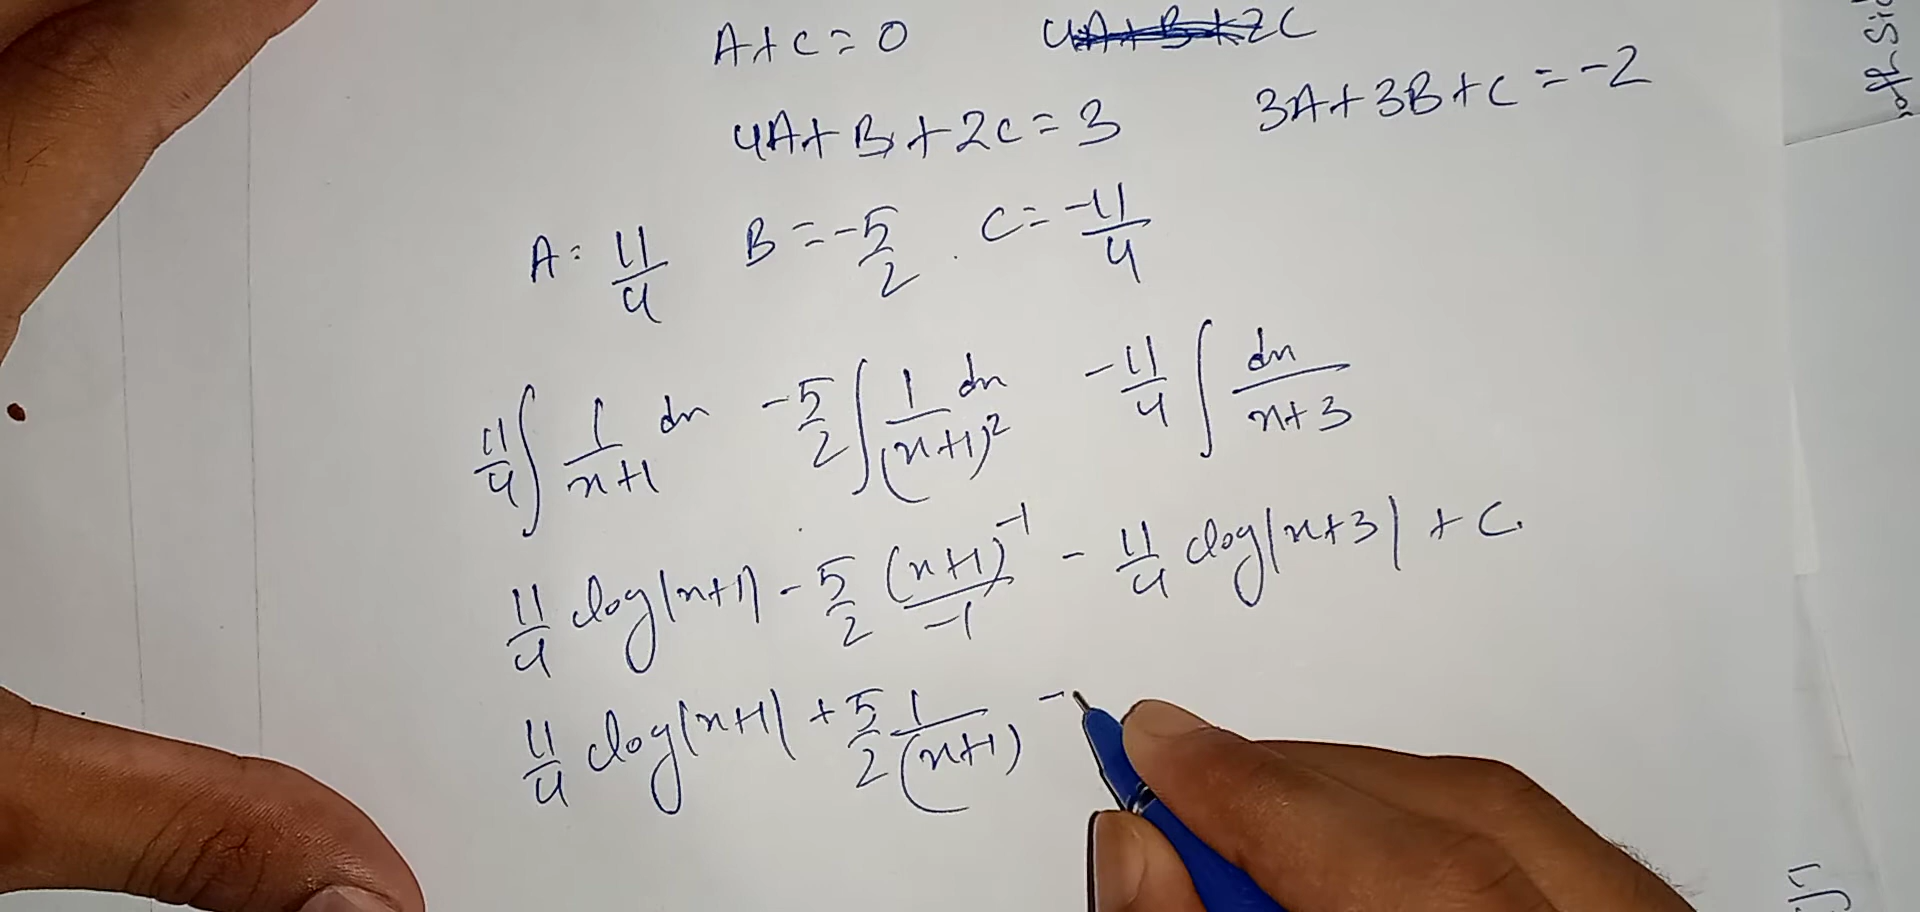 A+C=0 4A+B+2C
4A+B+2C=3 3A+3B+C=-2
A=11/4 B=-5/2 . C=-11/4
11/4 ∫ 1/(x+1) dx -5/2 ∫ 1/(x+1)² dx -11/4 ∫ dx/(x+3)
11/4 log|x+1| - 5/2 (x+1)⁻¹/-1 - 11/4 log|x+3| + C.
11/4 log|x+1| + 5/2 1/(x+1) -